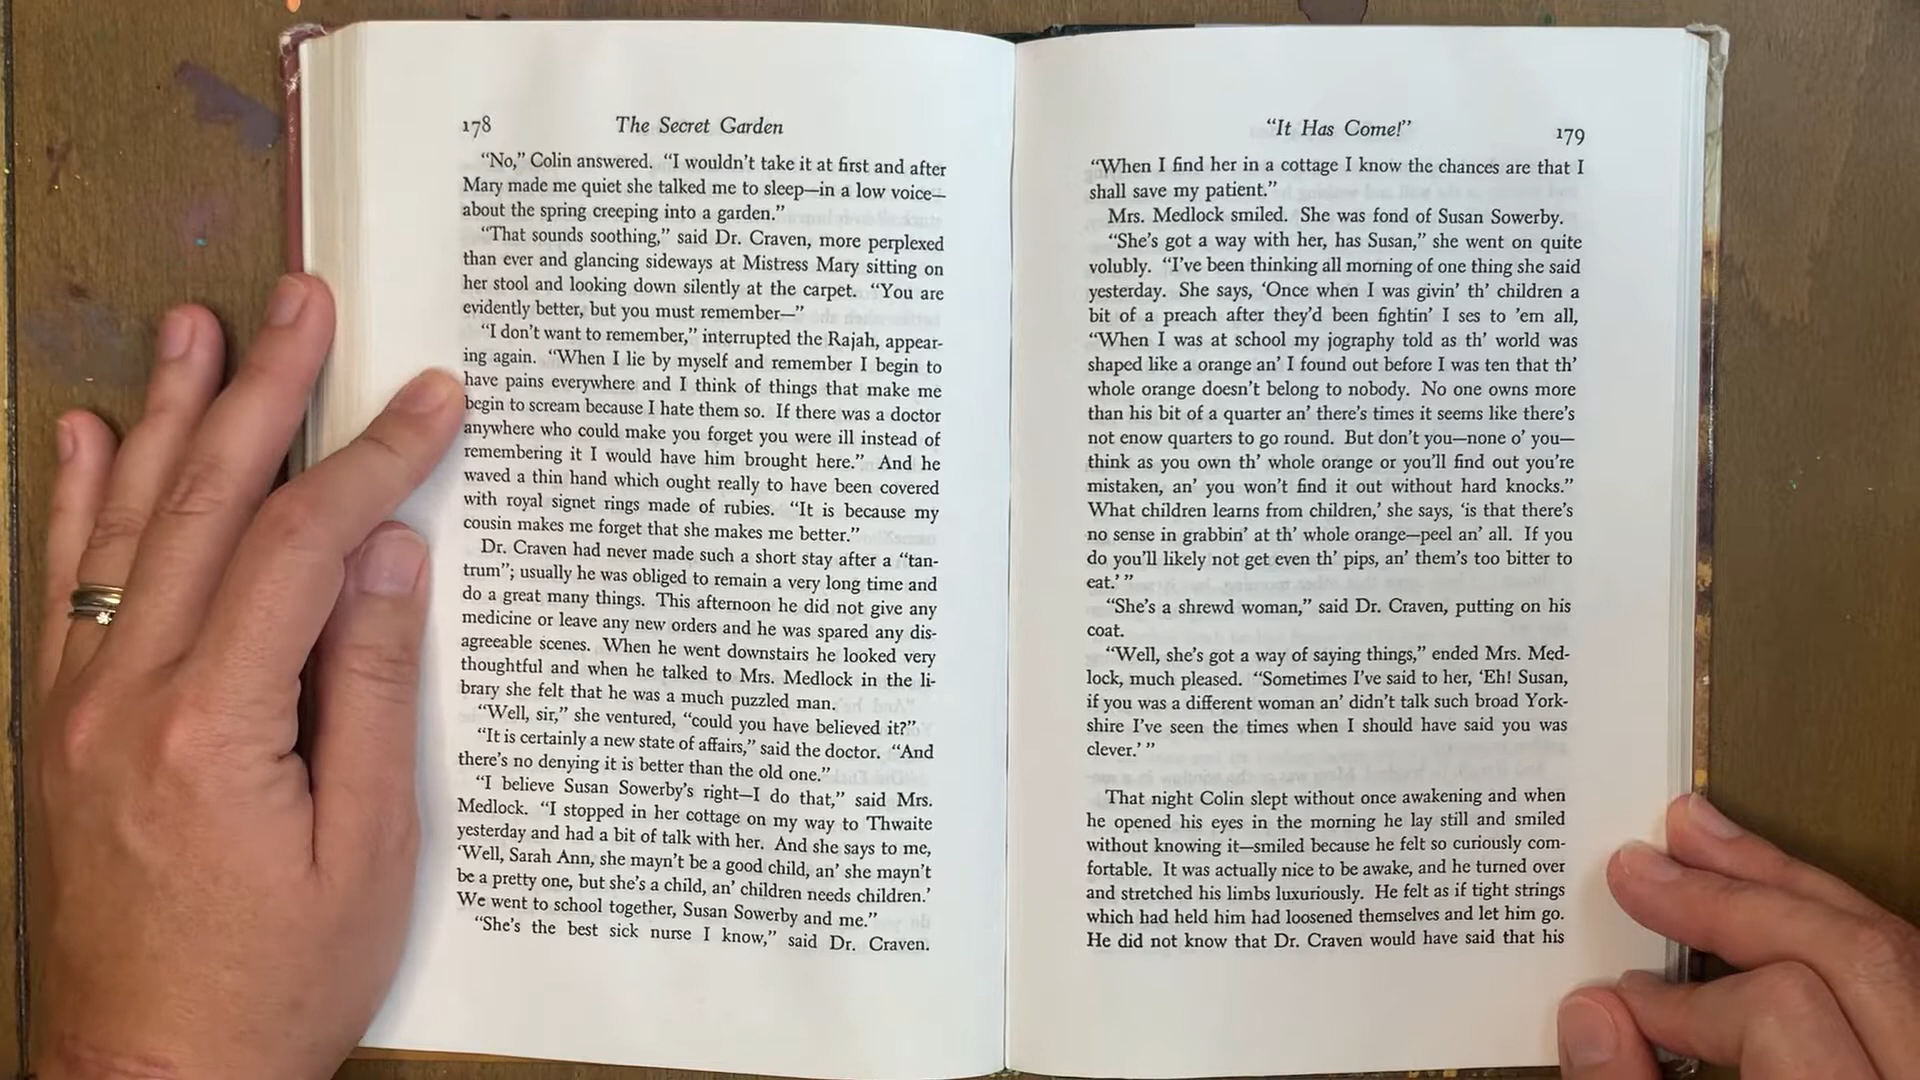 178
The Secret Garden
“No,” Colin answered. “I wouldn’t take it at first and after
Mary made me quiet she talked me to sleep—in a low voice—
about the spring creeping into a garden.”
“That sounds soothing,” said Dr. Craven, more perplexed
than ever and glancing sideways at Mistress Mary sitting on
her stool and looking down silently at the carpet. “You are
evidently better, but you must remember—”
“I don’t want to remember,” interrupted the Rajah, appear-
ing again. “When I lie by myself and remember I begin to
have pains everywhere and I think of things that make me
begin to scream because I hate them so. If there was a doctor
anywhere who could make you forget you were ill instead of
remembering it I would have him brought here.” And he
waved a thin hand which ought really to have been covered
with royal signet rings made of rubies. “It is because my
cousin makes me forget that she makes me better.”
Dr. Craven had never made such a short stay after a “tan-
trum”; usually he was obliged to remain a very long time and
do a great many things. This afternoon he did not give any
medicine or leave any new orders and he was spared any dis-
agreeable scenes. When he went downstairs he looked very
thoughtful and when he talked to Mrs. Medlock in the li-
brary she felt that he was a much puzzled man.
“Well, sir,” she ventured, “could you have believed it?”
“It is certainly a new state of affairs,” said the doctor. “And
there’s no denying it is better than the old one.”
“I believe Susan Sowerby’s right—I do that,” said Mrs.
Medlock. “I stopped in her cottage on my way to Thwaite
yesterday and had a bit of talk with her. And she says to me,
‘Well, Sarah Ann, she mayn’t be a good child, an’ she mayn’t
be a pretty one, but she’s a child, an’ children needs children.’
We went to school together, Susan Sowerby and me.”
“She’s the best sick nurse I know,” said Dr. Craven.
“It Has Come!”
179
“When I find her in a cottage I know the chances are that I
shall save my patient.”
Mrs. Medlock smiled. She was fond of Susan Sowerby.
“She’s got a way with her, has Susan,” she went on quite
volubly. “I’ve been thinking all morning of one thing she said
yesterday. She says, ‘Once when I was givin’ th’ children a
bit of a preach after they’d been fightin’ I ses to ’em all,
“When I was at school my jography told as th’ world was
shaped like a orange an’ I found out before I was ten that th’
whole orange doesn’t belong to nobody. No one owns more
than his bit of a quarter an’ there’s times it seems like there’s
not enow quarters to go round. But don’t you—none o’ you—
think as you own th’ whole orange or you’ll find out you’re
mistaken, an’ you won’t find it out without hard knocks.”
What children learns from children,’ she says, ‘is that there’s
no sense in grabbin’ at th’ whole orange—peel an’ all. If you
do you’ll likely not get even th’ pips, an’ them’s too bitter to
eat.’ ”
“She’s a shrewd woman,” said Dr. Craven, putting on his
coat.
“Well, she’s got a way of saying things,” ended Mrs. Med-
lock, much pleased. “Sometimes I’ve said to her, ‘Eh! Susan,
if you was a different woman an’ didn’t talk such broad York-
shire I’ve seen the times when I should have said you was
clever.’ ”
That night Colin slept without once awakening and when
he opened his eyes in the morning he lay still and smiled
without knowing it—smiled because he felt so curiously com-
fortable. It was actually nice to be awake, and he turned over
and stretched his limbs luxuriously. He felt as if tight strings
which had held him had loosened themselves and let him go.
He did not know that Dr. Craven would have said that his